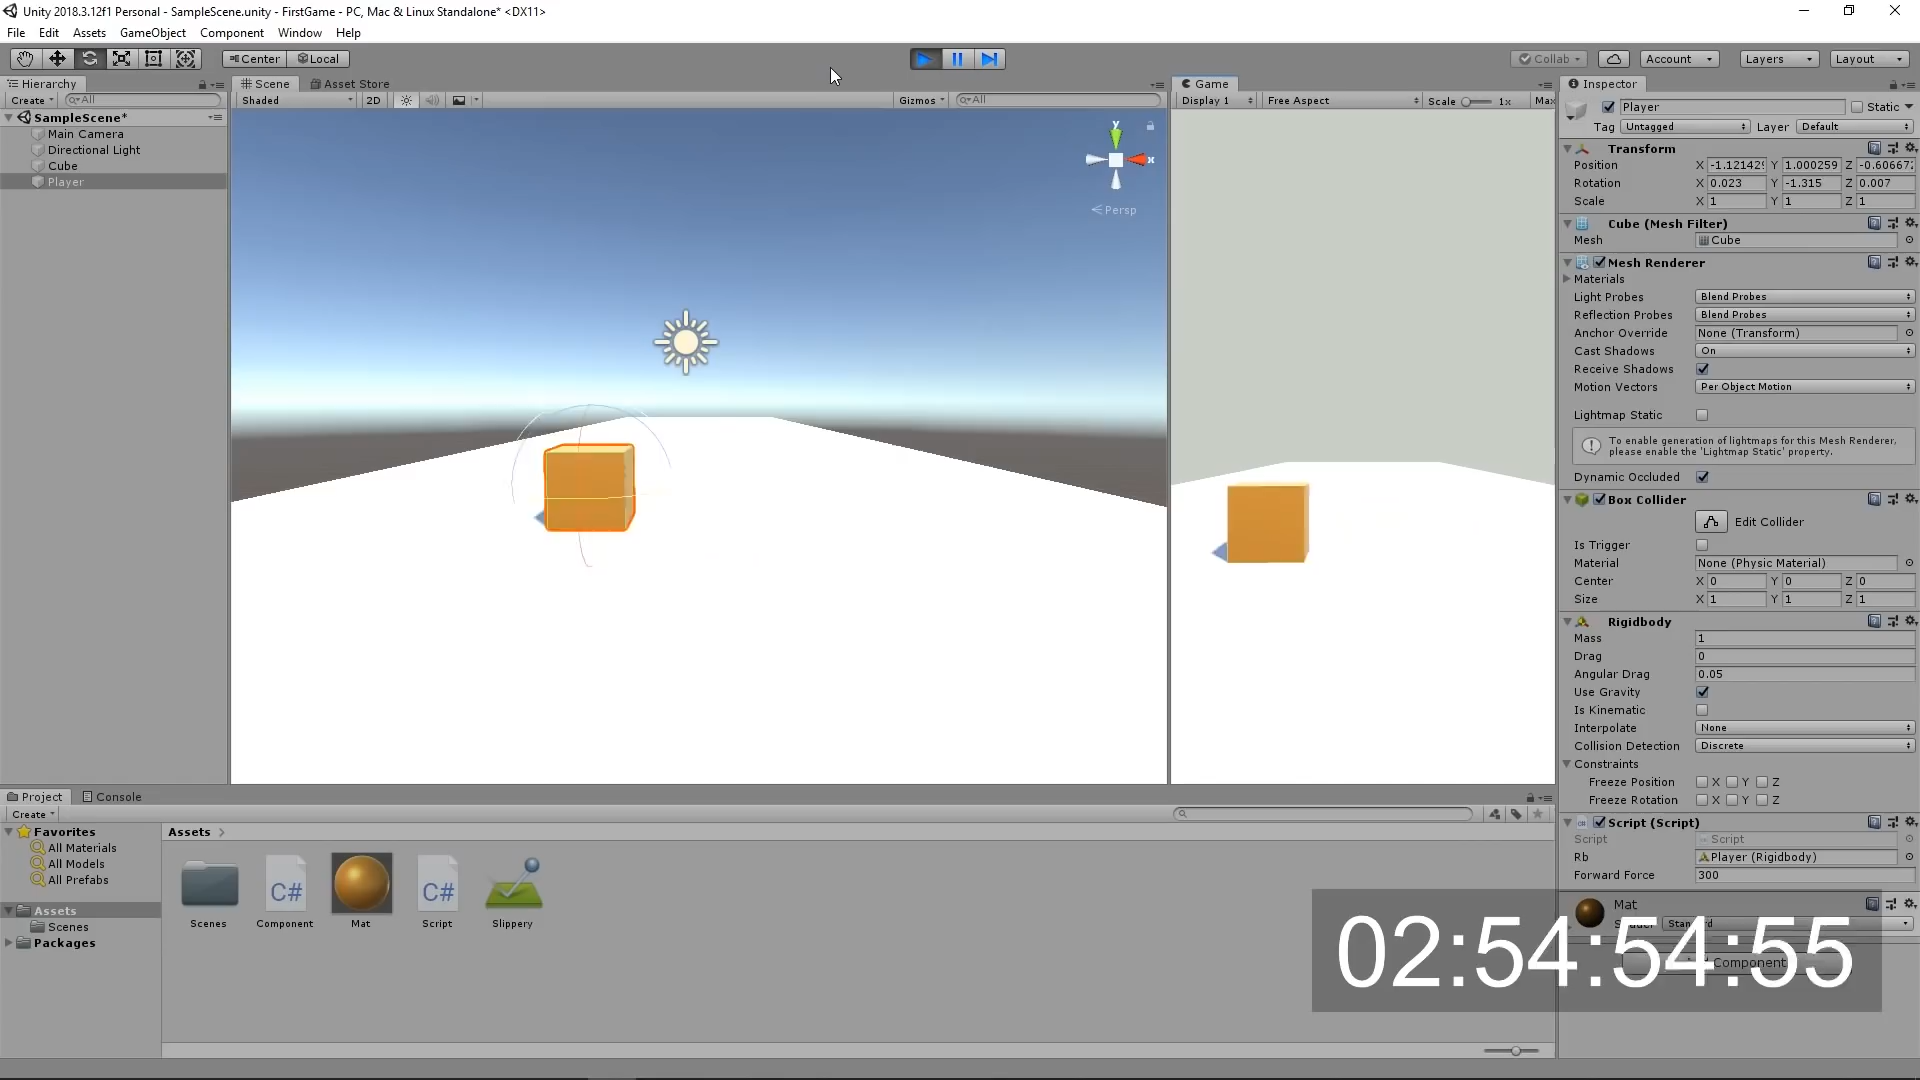 Unity 2018.3.12f1 Personal - SampleScene.unity - FirstGame - PC, Mac & Linux Standalone* <DX11>
File Edit Assets GameObject Component Window Help
Center Local Collab Account Layers Layout
Hierarchy
Create All
SampleScene*
Main Camera
Directional Light
Cube
Player
Scene Asset Store
Shaded 2D Gizmos All
y
x
Persp
Game
Display 1 Free Aspect Scale 1x
Inspector
Player Static
Tag Untagged Layer Default
Transform
Position X -1.12142 Y 1.000259 Z -0.60667
Rotation X 0.023 Y -1.315 Z 0.007
Scale X 1 Y 1 Z 1
Cube (Mesh Filter)
Mesh Cube
Mesh Renderer
Materials
Light Probes Blend Probes
Reflection Probes Blend Probes
Anchor Override None (Transform)
Cast Shadows On
Receive Shadows
Motion Vectors Per Object Motion
Lightmap Static
To enable generation of lightmaps for this Mesh Renderer,
please enable the 'Lightmap Static' property.
Dynamic Occluded
Box Collider
Edit Collider
Is Trigger
Material None (Physic Material)
Center X 0 Y 0 Z 0
Size X 1 Y 1 Z 1
Rigidbody
Mass 1
Drag 0
Angular Drag 0.05
Use Gravity
Is Kinematic
Interpolate None
Collision Detection Discrete
Constraints
Freeze Position X Y Z
Freeze Rotation X Y Z
Script (Script)
Script Script
Rb Player (Rigidbody)
Forward Force 300
Mat
Component
02:54:54:55
Project Console
Create
Favorites
All Materials
All Models
All Prefabs
Assets
Scenes
Packages
Assets
C#
C#
Scenes Component Mat Script Slippery